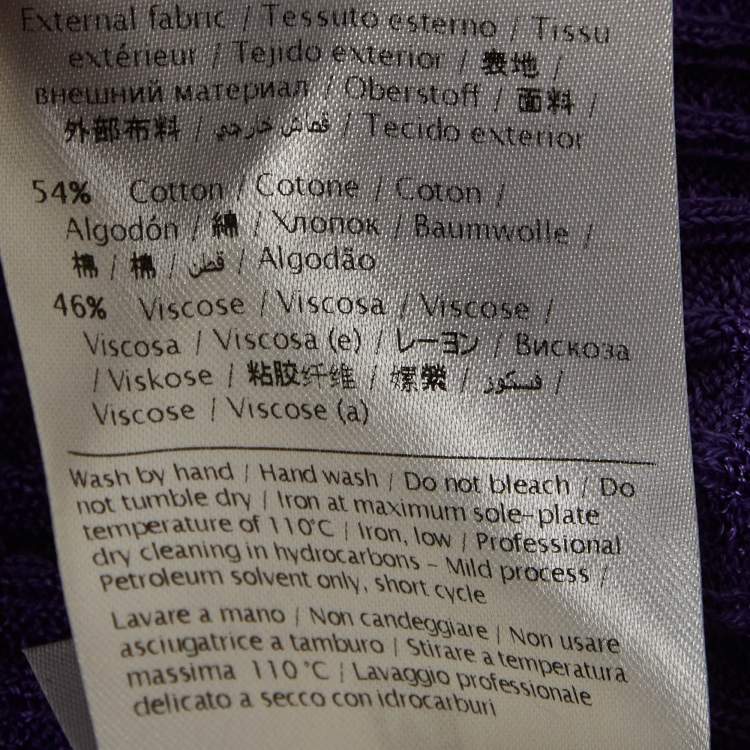 External fabric / Tessuto esterno / Tissu
extérieur / Tejido exterior / 表地 /
внешний материал / Oberstoff / 面料 /
外部布料 / قماش خارجي / Tecido exterior
54% Cotton / Cotone / Coton /
Algodón / 綿 / Хлопок / Baumwolle /
棉 / 棉 / قطن / Algodão
46% Viscose / Viscosa / Viscose /
Viscosa / Viscosa (e) / レーヨン / Вискоза
/ Viskose / 粘胶纤维 / 嫘縈 / فسكوز /
Viscose / Viscose (a)
Wash by hand / Hand wash / Do not bleach / Do
not tumble dry / Iron at maximum sole-plate
temperature of 110°C / Iron, low / Professional
dry cleaning in hydrocarbons - Mild process /
Petroleum solvent only, short cycle
Lavare a mano / Non candeggiare / Non usare
asciugatrice a tamburo / Stirare a temperatura
massima 110 °C / Lavaggio professionale
delicato a secco con idrocarburi